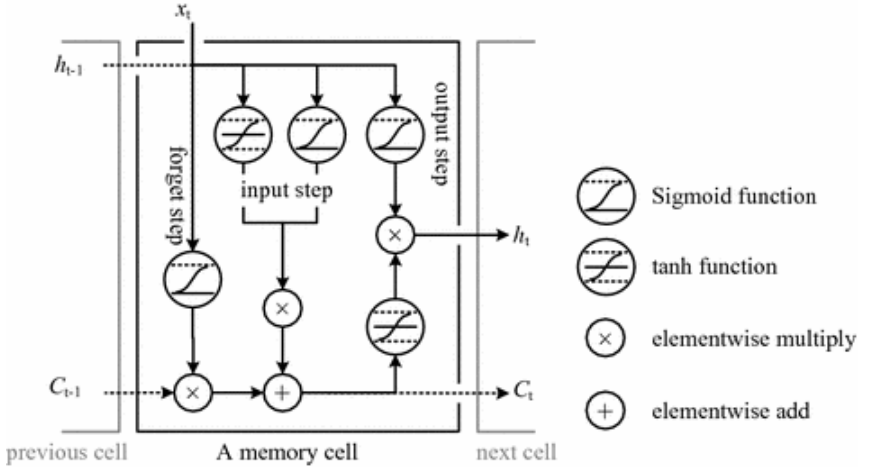 x_t
h_t-1
forget step
input step
output step
h_t
C_t-1
C_t
previous cell
A memory cell
next cell
Sigmoid function
tanh function
× elementwise multiply
+ elementwise add